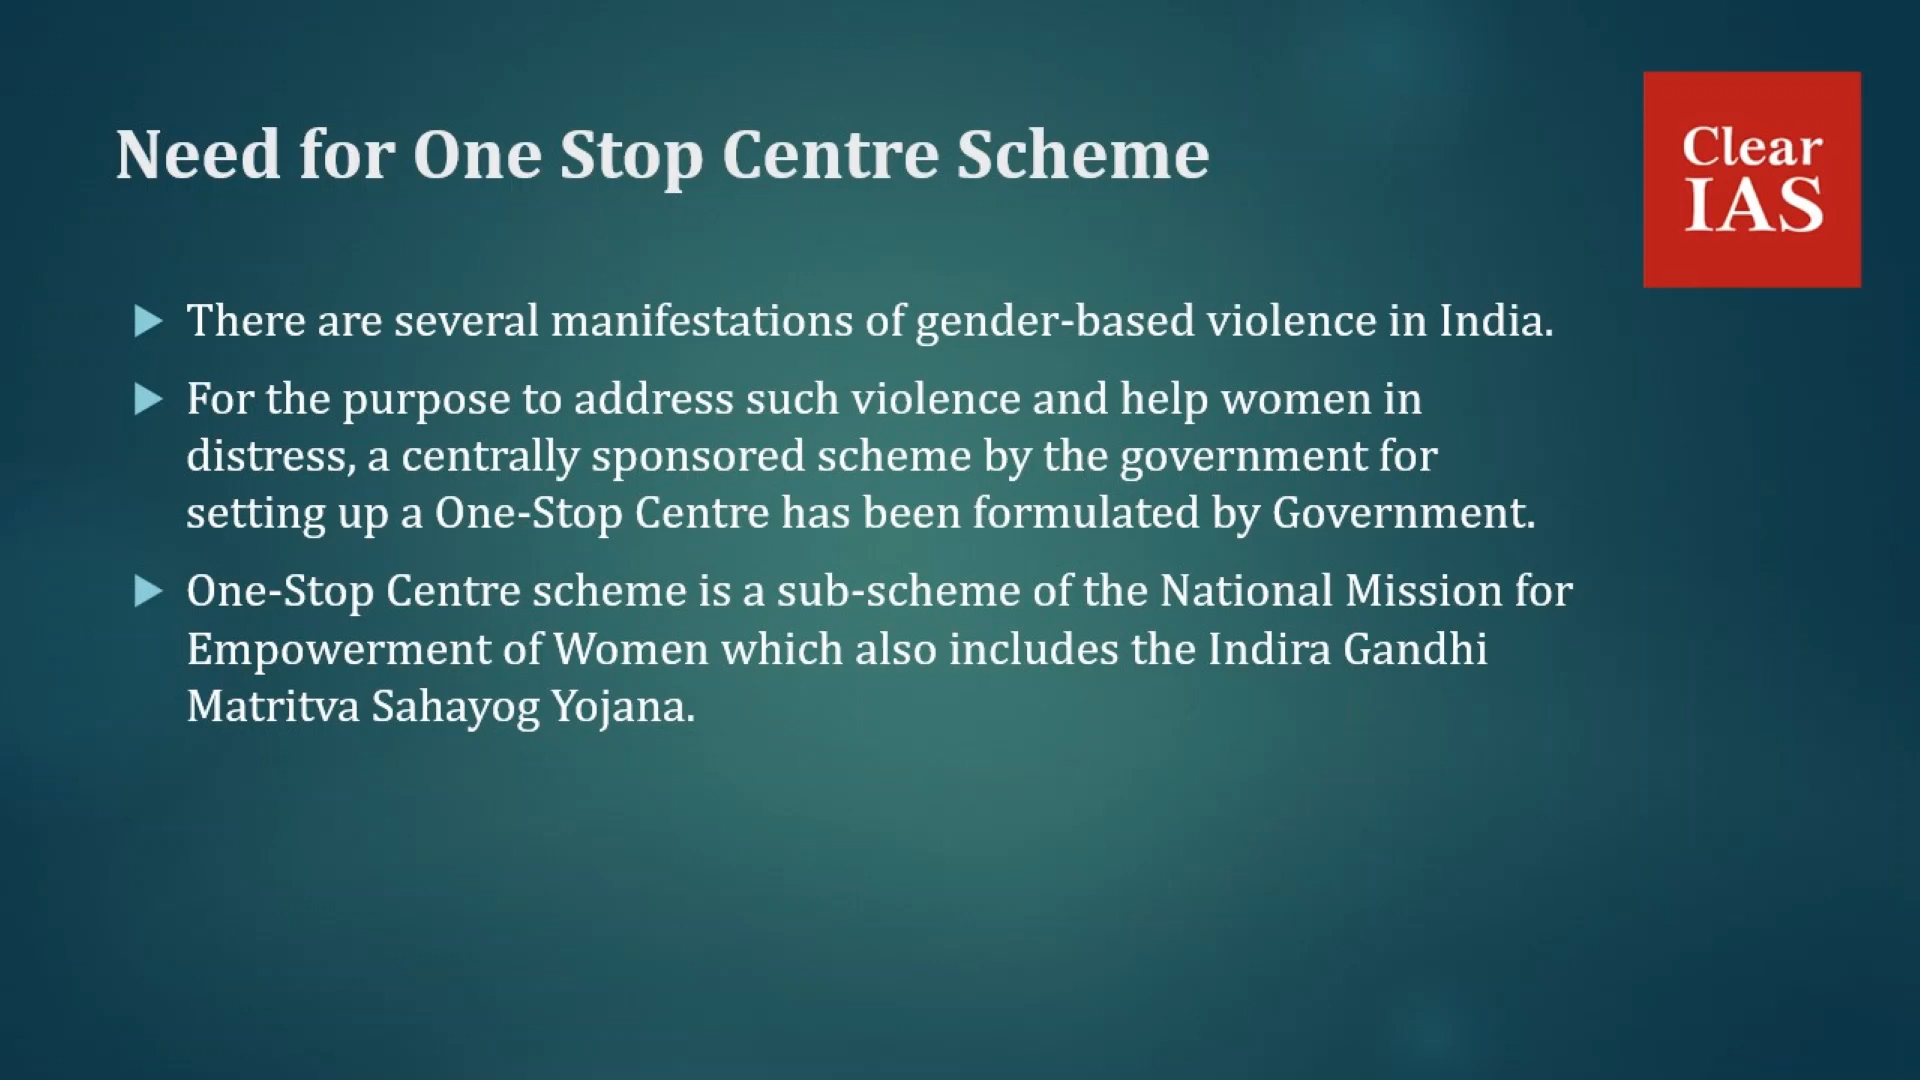 Need for One Stop Centre Scheme
Clear
IAS
There are several manifestations of gender-based violence in India.
For the purpose to address such violence and help women in
distress, a centrally sponsored scheme by the government for
setting up a One-Stop Centre has been formulated by Government.
One-Stop Centre scheme is a sub-scheme of the National Mission for
Empowerment of Women which also includes the Indira Gandhi
Matritva Sahayog Yojana.